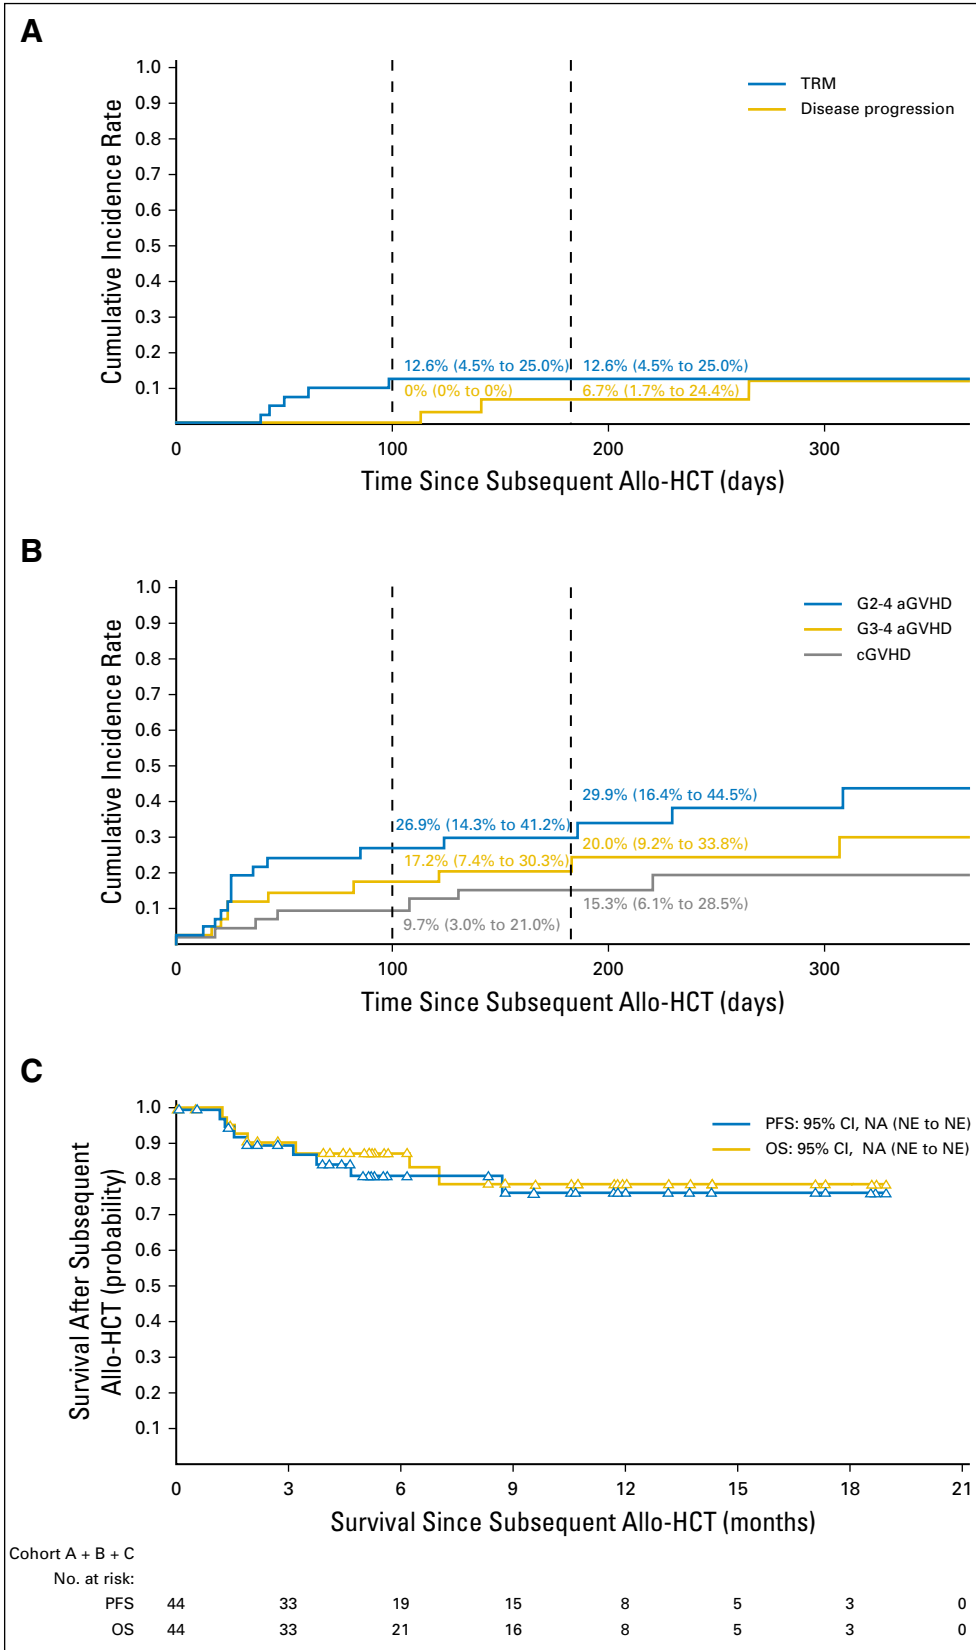 A
1.0
0.9
0.8
0.7
0.6
0.5
0.4
0.3
0.2
0.1
Cumulative Incidence Rate
TRM
Disease progression
12.6% (4.5% to 25.0%)
12.6% (4.5% to 25.0%)
0% (0% to 0%)
6.7% (1.7% to 24.4%)
0 100 200 300
Time Since Subsequent Allo-HCT (days)
B
1.0
0.9
0.8
0.7
0.6
0.5
0.4
0.3
0.2
0.1
Cumulative Incidence Rate
G2-4 aGVHD
G3-4 aGVHD
cGVHD
29.9% (16.4% to 44.5%)
26.9% (14.3% to 41.2%)
20.0% (9.2% to 33.8%)
17.2% (7.4% to 30.3%)
15.3% (6.1% to 28.5%)
9.7% (3.0% to 21.0%)
0 100 200 300
Time Since Subsequent Allo-HCT (days)
C
1.0
0.9
0.8
0.7
0.6
0.5
0.4
0.3
0.2
0.1
Survival After Subsequent
Allo-HCT (probability)
PFS: 95% CI, NA (NE to NE)
OS: 95% CI, NA (NE to NE)
0 3 6 9 12 15 18 21
Survival Since Subsequent Allo-HCT (months)
Cohort A + B + C
No. at risk:
PFS 44 33 19 15 8 5 3 0
OS 44 33 21 16 8 5 3 0